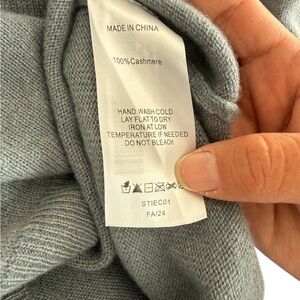 MADE IN CHINA
100%Cashmere
HAND WASH COLD
LAY FLAT TO DRY
IRON AT LOW
TEMPERATURE IF NEEDED
DO NOT BLEACH
STIEC01
FA/24